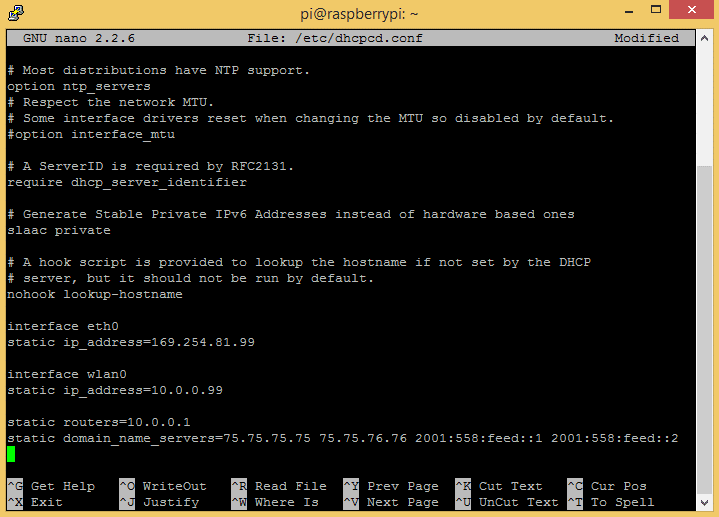 pi@raspberrypi: ~
GNU nano 2.2.6 File: /etc/dhcpcd.conf Modified
# Most distributions have NTP support.
option ntp_servers
# Respect the network MTU.
# Some interface drivers reset when changing the MTU so disabled by default.
#option interface_mtu
# A ServerID is required by RFC2131.
require dhcp_server_identifier
# Generate Stable Private IPv6 Addresses instead of hardware based ones
slaac private
# A hook script is provided to lookup the hostname if not set by the DHCP
# server, but it should not be run by default.
nohook lookup-hostname
interface eth0
static ip_address=169.254.81.99
interface wlan0
static ip_address=10.0.0.99
static routers=10.0.0.1
static domain_name_servers=75.75.75.75 75.75.76.76 2001:558:feed::1 2001:558:feed::2
^G Get Help ^O WriteOut ^R Read File ^Y Prev Page ^K Cut Text ^C Cur Pos
^X Exit ^J Justify ^W Where Is ^V Next Page ^U UnCut Text ^T To Spell